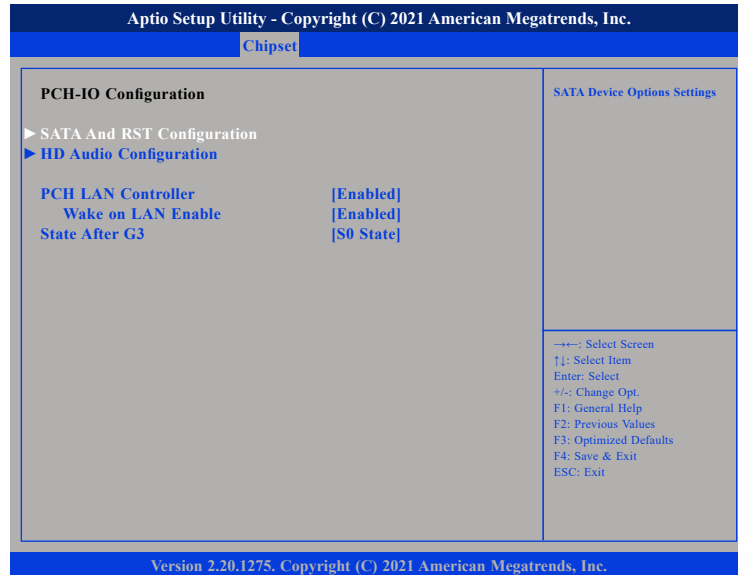 Aptio Setup Utility - Copyright (C) 2021 American Megatrends, Inc.
Chipset
PCH-IO Configuration
SATA Device Options Settings
► SATA And RST Configuration
► HD Audio Configuration
PCH LAN Controller [Enabled]
Wake on LAN Enable [Enabled]
State After G3 [S0 State]
→←: Select Screen
↑↓: Select Item
Enter: Select
+/-: Change Opt.
F1: General Help
F2: Previous Values
F3: Optimized Defaults
F4: Save & Exit
ESC: Exit
Version 2.20.1275. Copyright (C) 2021 American Megatrends, Inc.